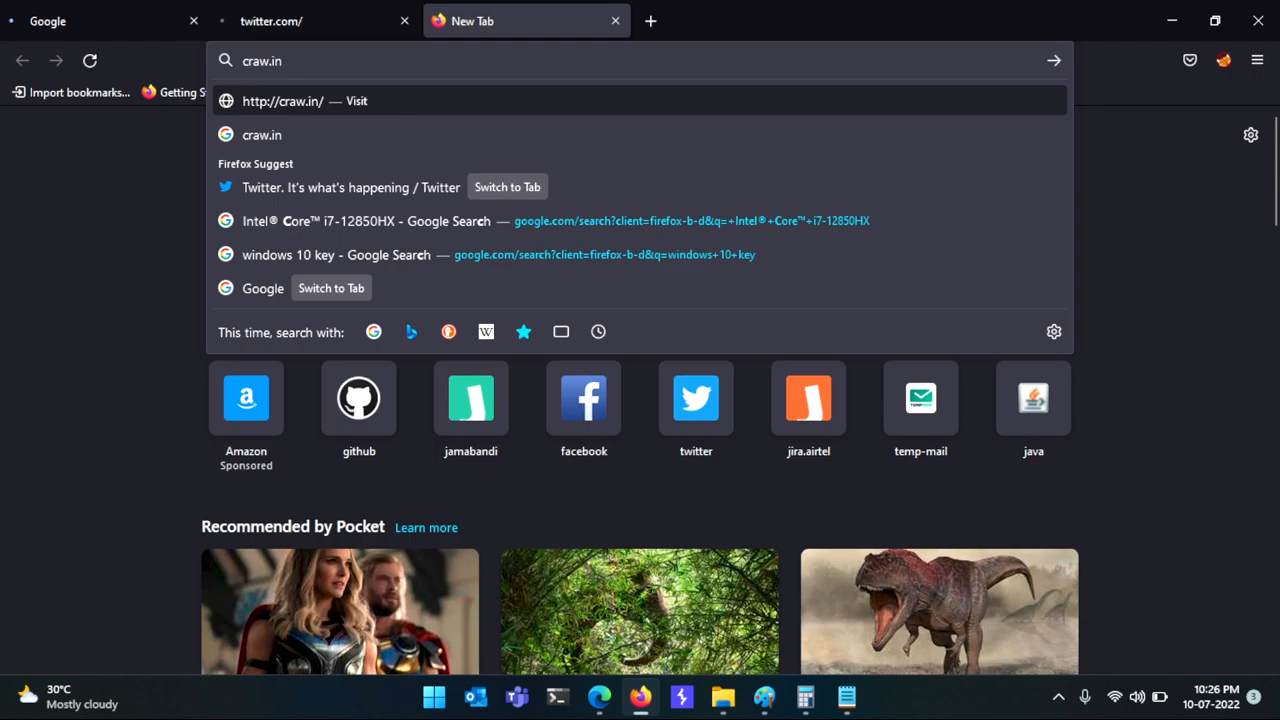 Google
twitter.com/
New Tab
craw.in
Import bookmarks...
Getting S
http://craw.in/ — Visit
craw.in
Firefox Suggest
Twitter. It's what's happening / Twitter Switch to Tab
Intel® Core™ i7-12850HX - Google Search — google.com/search?client=firefox-b-d&q=+Intel®+Core™+i7-12850HX
windows 10 key - Google Search — google.com/search?client=firefox-b-d&q=windows+10+key
Google Switch to Tab
This time, search with:
W
Amazon
Sponsored
github
jamabandi
facebook
twitter
jira.airtel
TEMPMAIL
temp-mail
java
Recommended by Pocket Learn more
30°C
Mostly cloudy
10:26 PM
10-07-2022
3